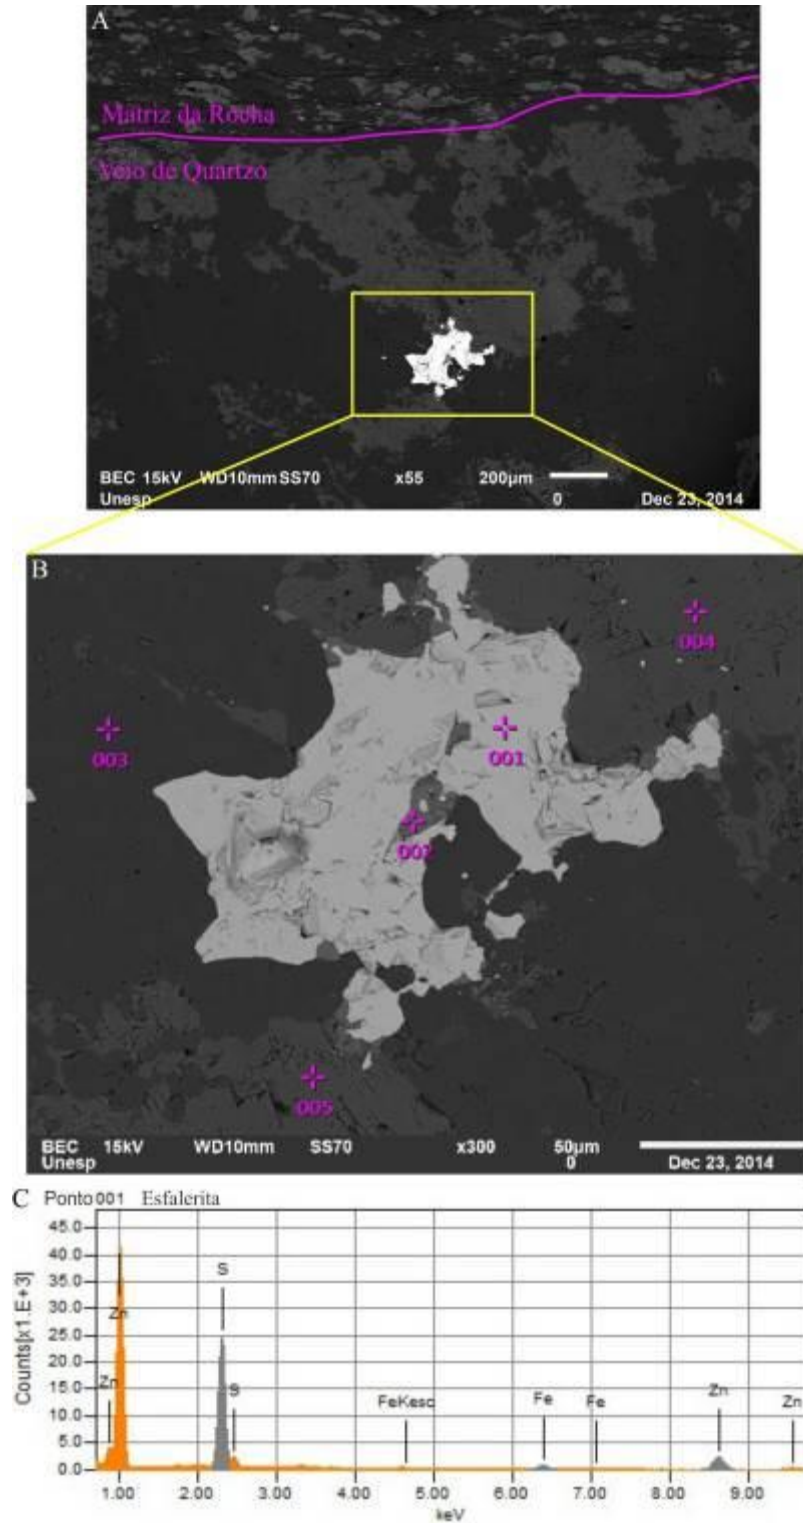 A
Matriz da Rocha
Veio de Quartzo
BEC 15kV WD10mm SS70 x55 200µm
Unesp 0 Dec 23, 2014
B
004
003
001
002
005
BEC 15kV WD10mm SS70 x300 50µm
Unesp 0 Dec 23, 2014
C Ponto 001 Esfalerita
45.0
40.0
35.0
30.0
25.0
20.0
15.0
10.0
5.0
0.0
Counts[x1.E+3]
Zn
Zn
S
S
FeKesc
Fe
Fe
Zn
Zn
1.00 2.00 3.00 4.00 5.00 6.00 7.00 8.00 9.00
keV